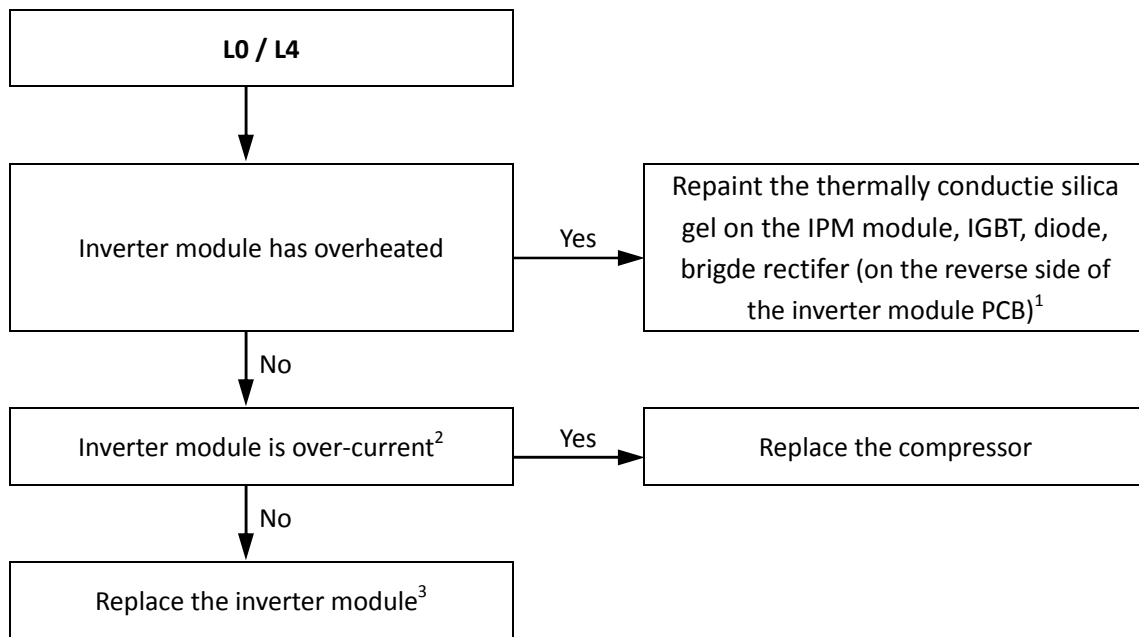 L0 / L4
Inverter module has overheated
Yes
Repaint the thermally conductie silica
gel on the IPM module, IGBT, diode,
brigde rectifer (on the reverse side of
the inverter module PCB)¹
No
Inverter module is over-current²
Yes
Replace the compressor
No
Replace the inverter module³